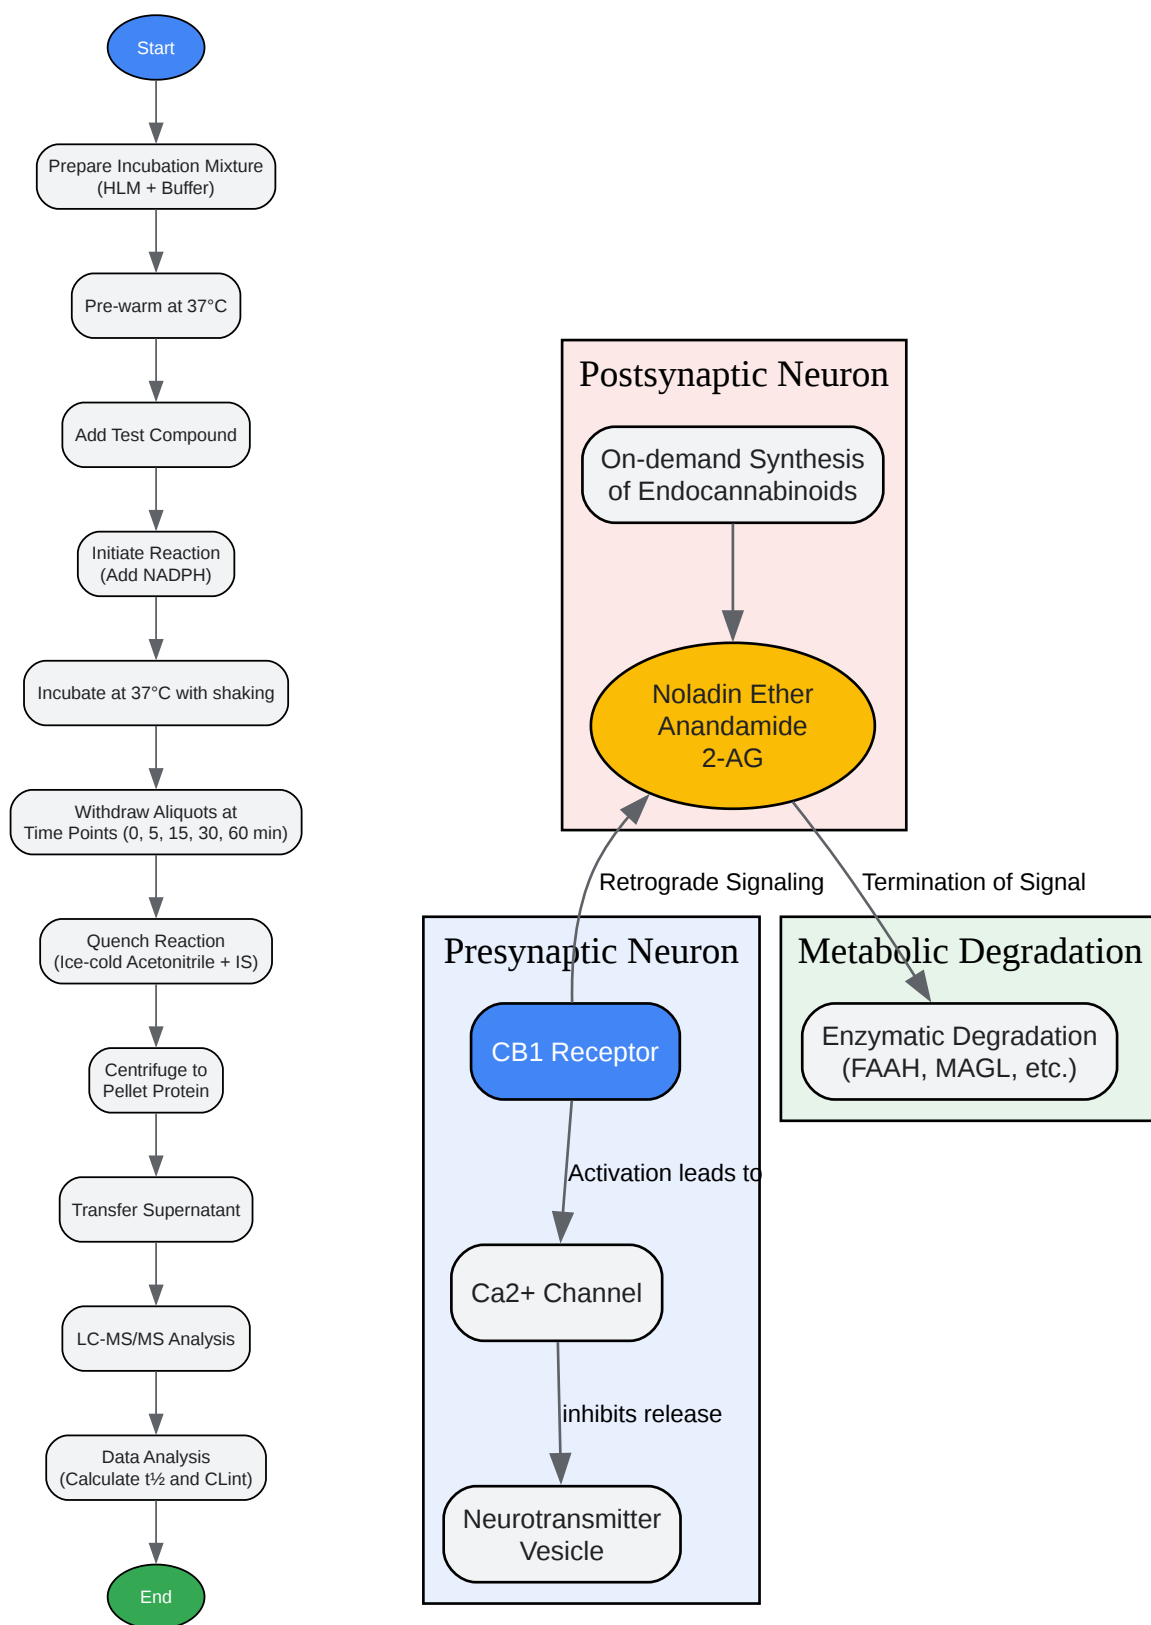 Start
Prepare Incubation Mixture
(HLM + Buffer)
Pre-warm at 37°C
Add Test Compound
Initiate Reaction
(Add NADPH)
Incubate at 37°C with shaking
Withdraw Aliquots at
Time Points (0, 5, 15, 30, 60 min)
Quench Reaction
(Ice-cold Acetonitrile + IS)
Centrifuge to
Pellet Protein
Transfer Supernatant
LC-MS/MS Analysis
Data Analysis
(Calculate t½ and CLint)
End
Postsynaptic Neuron
On-demand Synthesis
of Endocannabinoids
Noladin Ether
Anandamide
2-AG
Retrograde Signaling
Termination of Signal
Presynaptic Neuron
CB1 Receptor
Activation leads to
Ca2+ Channel
inhibits release
Neurotransmitter
Vesicle
Metabolic Degradation
Enzymatic Degradation
(FAAH, MAGL, etc.)